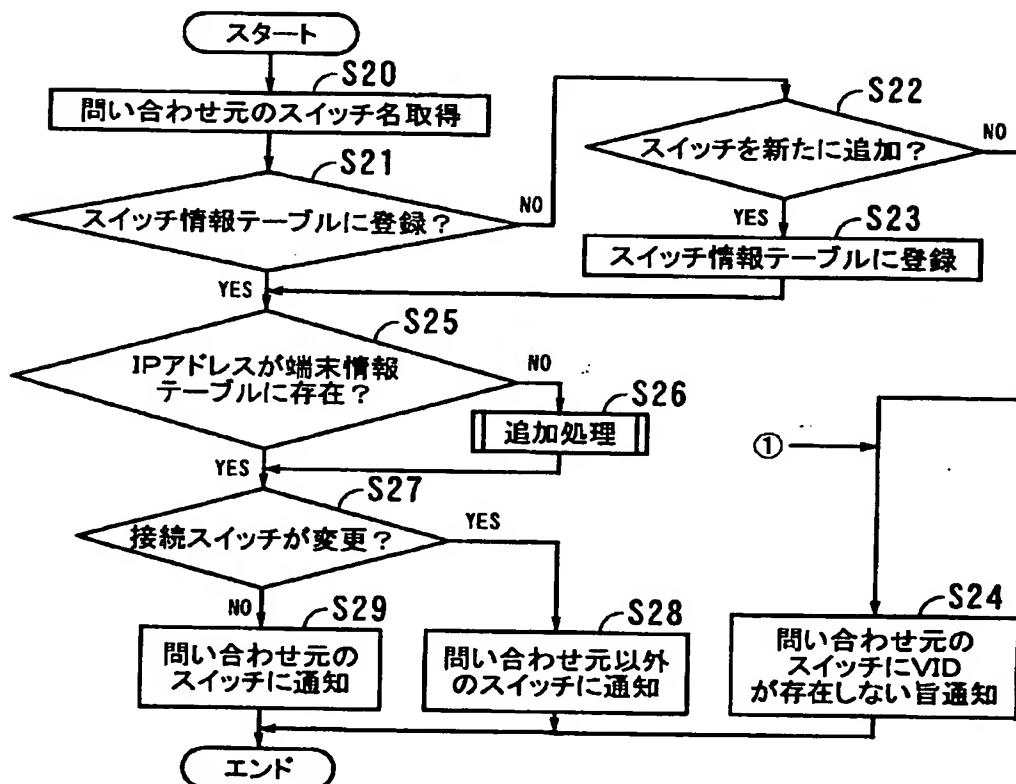 スタート
S20
問い合わせ元のスイッチ名取得
S21
スイッチ情報テーブルに登録？
NO
YES
S22
スイッチを新たに追加？
NO
YES
S23
スイッチ情報テーブルに登録
S25
IPアドレスが端末情報
テーブルに存在？
NO
YES
S26
追加処理
①
S27
接続スイッチが変更？
YES
NO
S29
問い合わせ元の
スイッチに通知
S28
問い合わせ元以外
のスイッチに通知
S24
問い合わせ元の
スイッチにVID
が存在しない旨通知
エンド